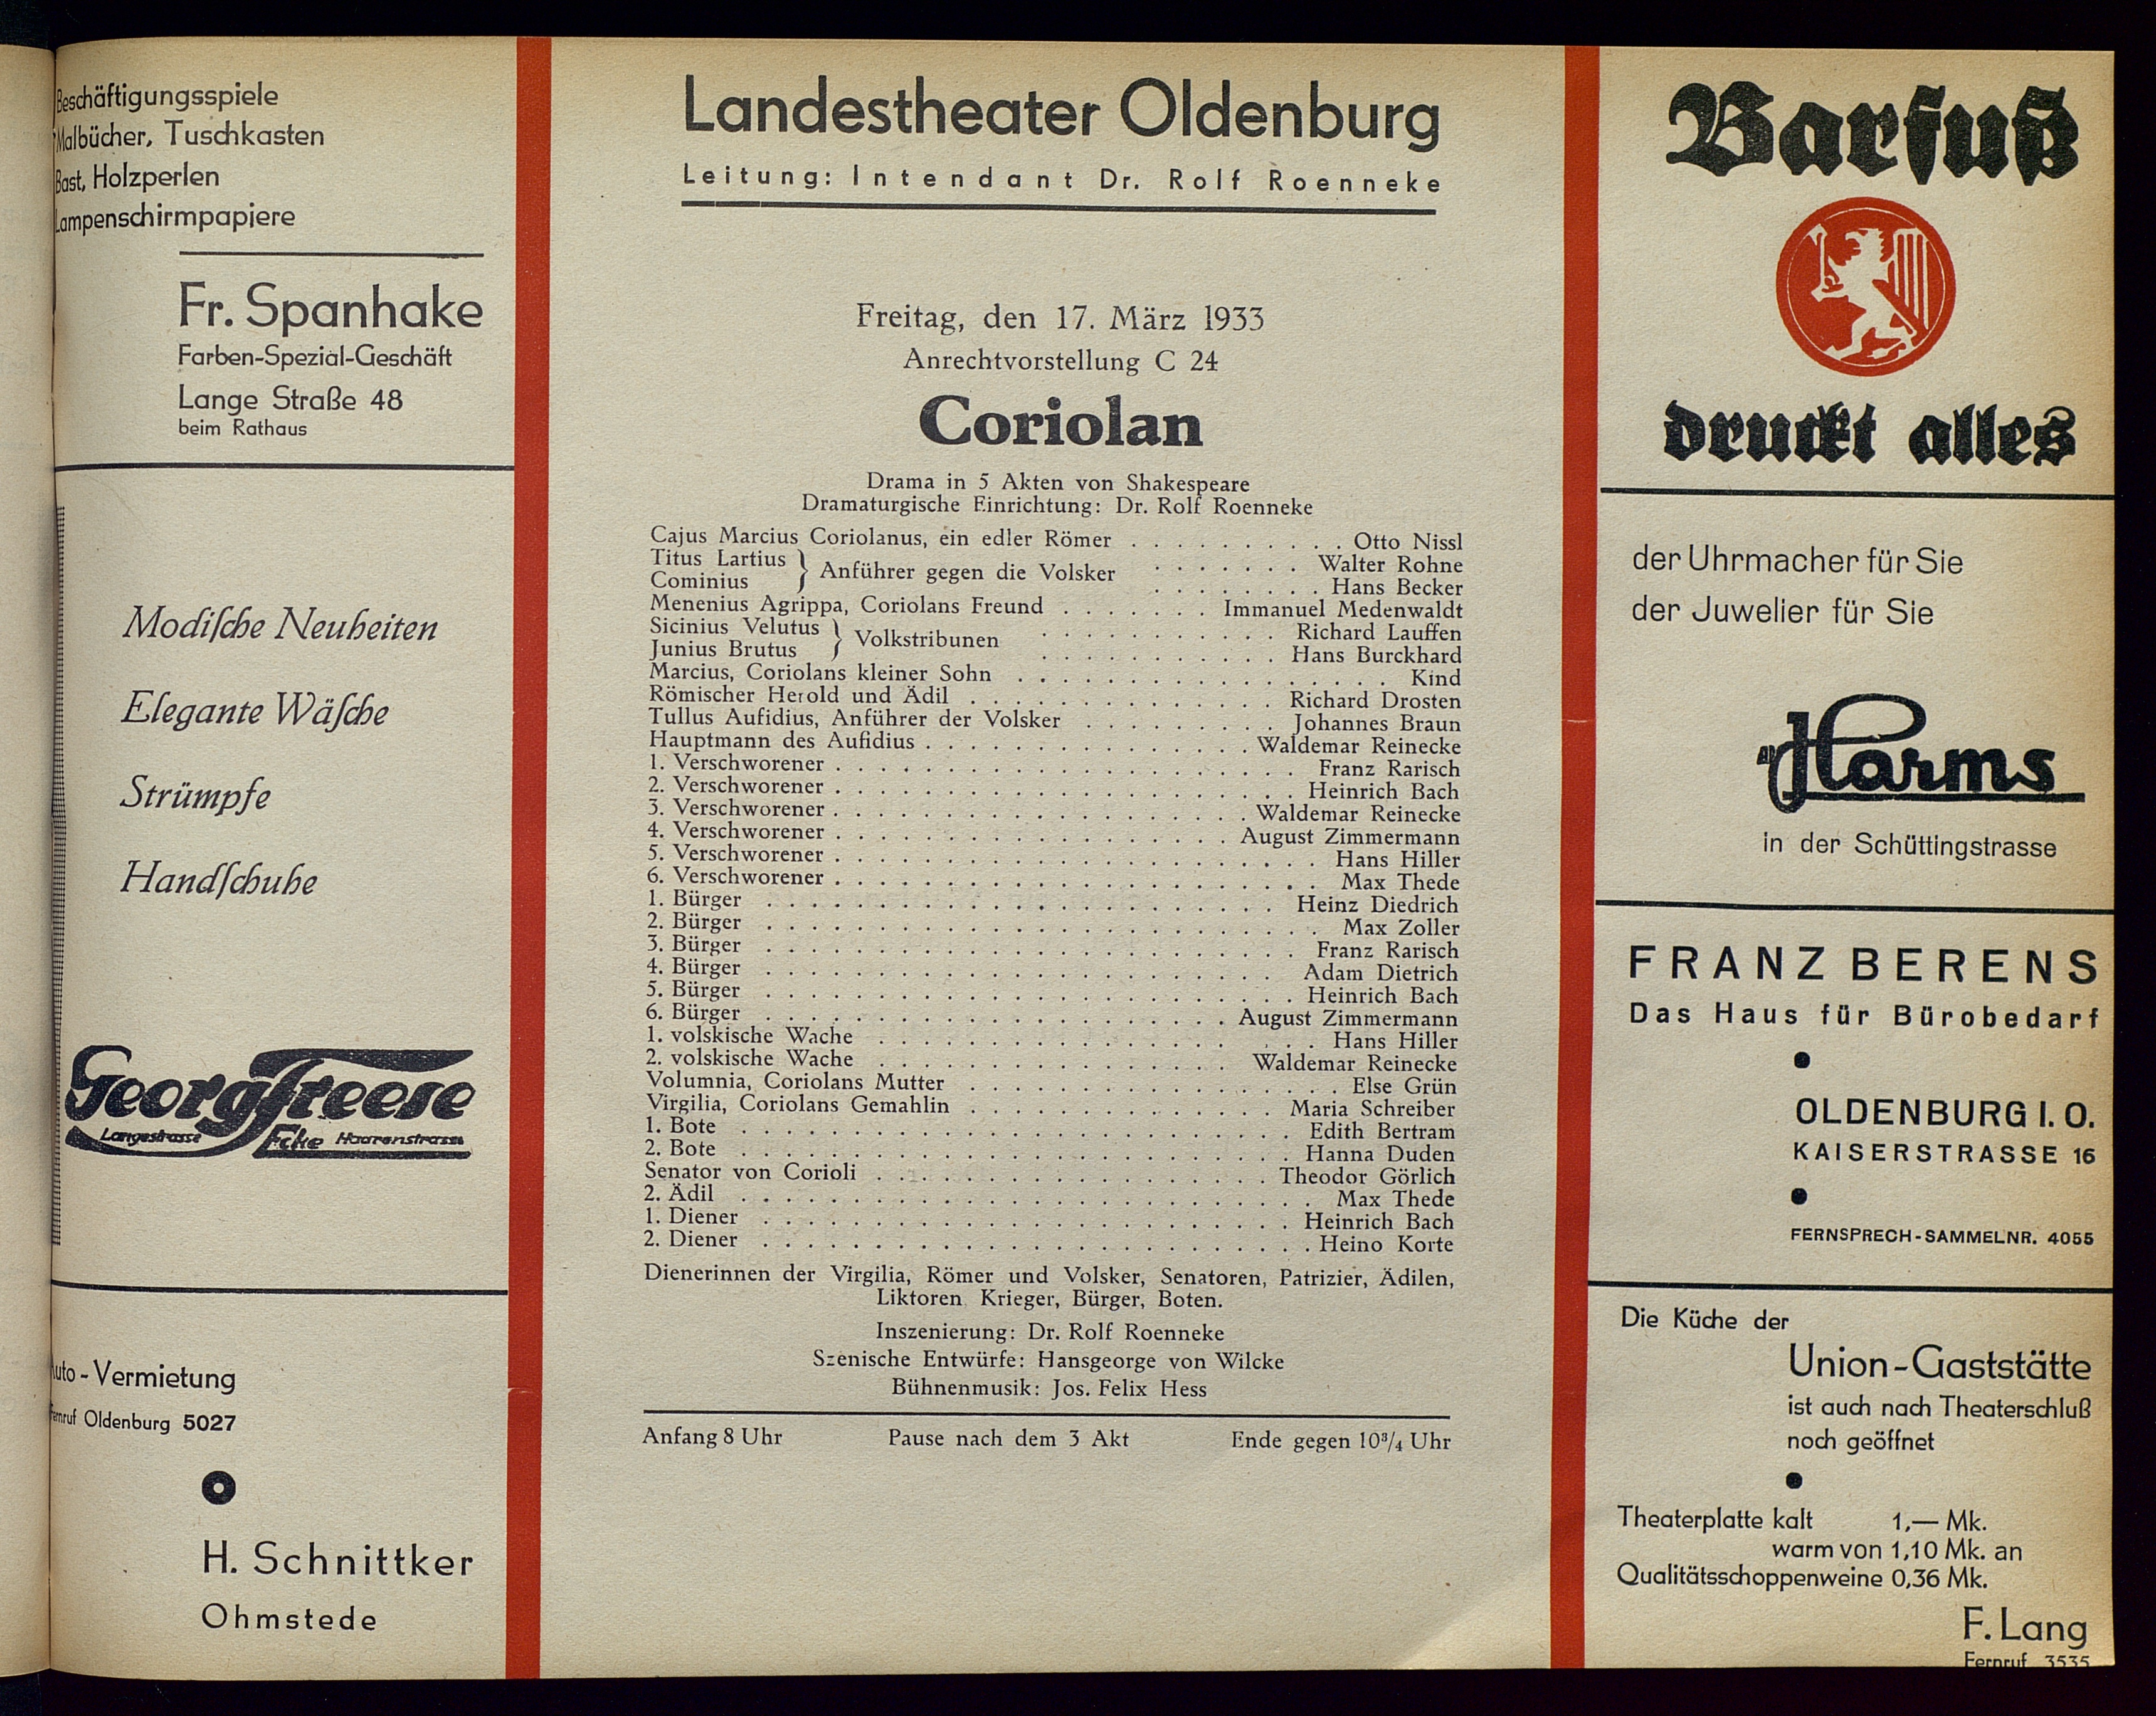 Beschäftigungsspiele
Malbücher, Tuschkasten
Bast, Holzperlen
Lampenschirmpapiere
Fr. Spanhake
Farben-Spezial-Geschäft
Lange Straße 48
beim Rathaus
Modische Neuheiten
Elegante Wäsche
Strümpfe
Handschuhe
Georg Freese
Langestrasse Ecke Haarenstrasse
Auto-Vermietung
Fernruf Oldenburg 5027
H. Schnittker
Ohmstede
Landestheater Oldenburg
Leitung: Intendant Dr. Rolf Roenneke
Freitag, den 17. März 1933
Anrechtvorstellung C 24
Coriolan
Drama in 5 Akten von Shakespeare
Dramaturgische Einrichtung: Dr. Rolf Roenneke
Cajus Marcius Coriolanus, ein edler Römer . . . . . . . . . . Otto Nissl
Titus Lartius } Anführer gegen die Volsker . . . . . . . Walter Rohne
Cominius . . . . . . . . Hans Becker
Menenius Agrippa, Coriolans Freund . . . . . . . Immanuel Medenwaldt
Sicinius Velutus } Volkstribunen . . . . . . . . . . . Richard Lauffen
Junius Brutus . . . . . . . . . . . Hans Burckhard
Marcius, Coriolans kleiner Sohn . . . . . . . . . . . . . . . . . Kind
Römischer Herold und Ädil . . . . . . . . . . . . . . Richard Drosten
Tullus Aufidius, Anführer der Volsker . . . . . . . . . Johannes Braun
Hauptmann des Aufidius . . . . . . . . . . . . . . . Waldemar Reinecke
1. Verschworener . . . . . . . . . . . . . . . . . . . . . Franz Rarisch
2. Verschworener . . . . . . . . . . . . . . . . . . . . . Heinrich Bach
3. Verschworener . . . . . . . . . . . . . . . . . . . Waldemar Reinecke
4. Verschworener . . . . . . . . . . . . . . . . . . August Zimmermann
5. Verschworener . . . . . . . . . . . . . . . . . . . . . . Hans Hiller
6. Verschworener . . . . . . . . . . . . . . . . . . . . . . Max Thede
1. Bürger . . . . . . . . . . . . . . . . . . . . . . . Heinz Diedrich
2. Bürger . . . . . . . . . . . . . . . . . . . . . . . . . Max Zoller
3. Bürger . . . . . . . . . . . . . . . . . . . . . . . . Franz Rarisch
4. Bürger . . . . . . . . . . . . . . . . . . . . . . . Adam Dietrich
5. Bürger . . . . . . . . . . . . . . . . . . . . . . . . Heinrich Bach
6. Bürger . . . . . . . . . . . . . . . . . . . . . August Zimmermann
1. volskische Wache . . . . . . . . . . . . . . . . . . . Hans Hiller
2. volskische Wache . . . . . . . . . . . . . . . . Waldemar Reinecke
Volumnia, Coriolans Mutter . . . . . . . . . . . . . . . . . Else Grün
Virgilia, Coriolans Gemahlin . . . . . . . . . . . . . . Maria Schreiber
1. Bote . . . . . . . . . . . . . . . . . . . . . . . . . Edith Bertram
2. Bote . . . . . . . . . . . . . . . . . . . . . . . . . Hanna Duden
Senator von Corioli . . . . . . . . . . . . . . . . . . Theodor Görlich
2. Ädil . . . . . . . . . . . . . . . . . . . . . . . . . . Max Thede
1. Diener . . . . . . . . . . . . . . . . . . . . . . . . Heinrich Bach
2. Diener . . . . . . . . . . . . . . . . . . . . . . . . . Heino Korte
Dienerinnen der Virgilia, Römer und Volsker, Senatoren, Patrizier, Ädilen,
Liktoren Krieger, Bürger, Boten.
Inszenierung: Dr. Rolf Roenneke
Szenische Entwürfe: Hansgeorge von Wilcke
Bühnenmusik: Jos. Felix Hess
Anfang 8 Uhr Pause nach dem 3 Akt Ende gegen 10¾ Uhr
Barfuß
druckt alles
der Uhrmacher für Sie
der Juwelier für Sie
Harms
in der Schüttingstrasse
FRANZ BERENS
Das Haus für Bürobedarf
OLDENBURG I. O.
KAISERSTRASSE 16
FERNSPRECH-SAMMELNR. 4055
Die Küche der
Union-Gaststätte
ist auch nach Theaterschluß
noch geöffnet
Theaterplatte kalt 1,— Mk.
warm von 1,10 Mk. an
Qualitätsschoppenweine 0,36 Mk.
F. Lang
Fernruf 3535